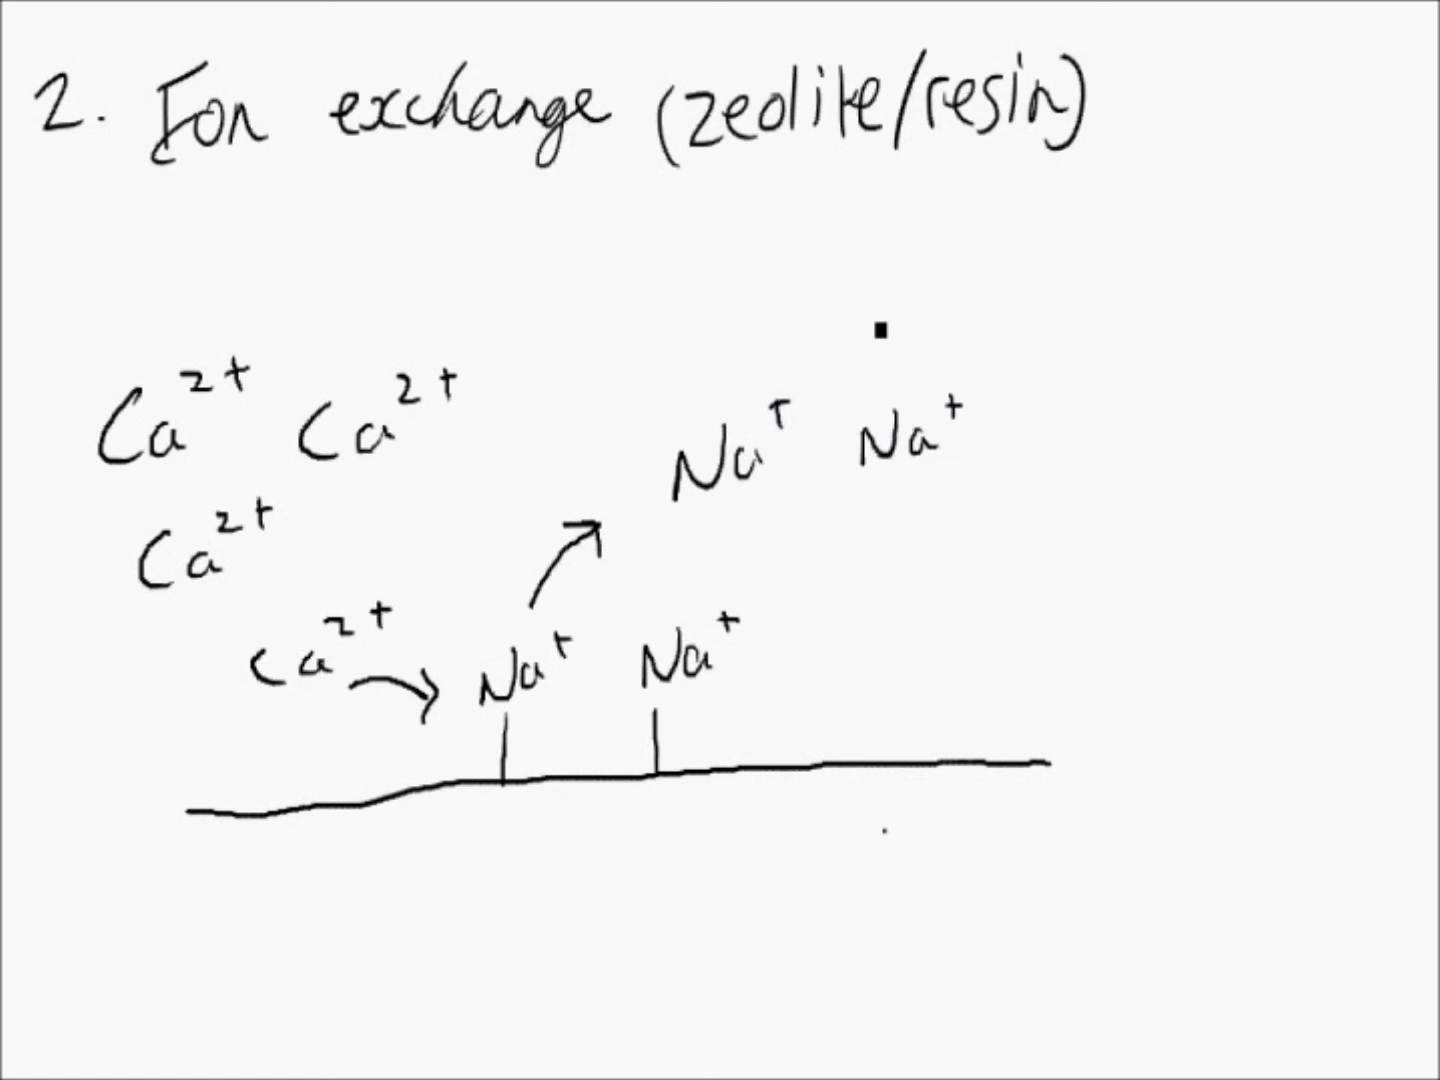 2. Ion exchange (zeolite/resin)
Ca²⁺ Ca²⁺ Na⁺ Na⁺
Ca²⁺
Ca²⁺ Na⁺ Na⁺